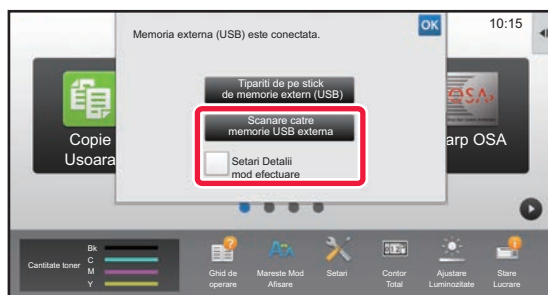 Memoria externa (USB) este conectata.
OK
10:15
Tipariti de pe stick
de memorie extern (USB)
Scanare catre
memorie USB externa
Setari Detalii
mod efectuare
Copie
Usoara
OSA
arp OSA
Cantitate toner
Bk
C
M
Y
Ghid de
operare
Mareste Mod
Afisare
Setari
Contor
Total
Ajustare
Luminozitate
Stare
Lucrare